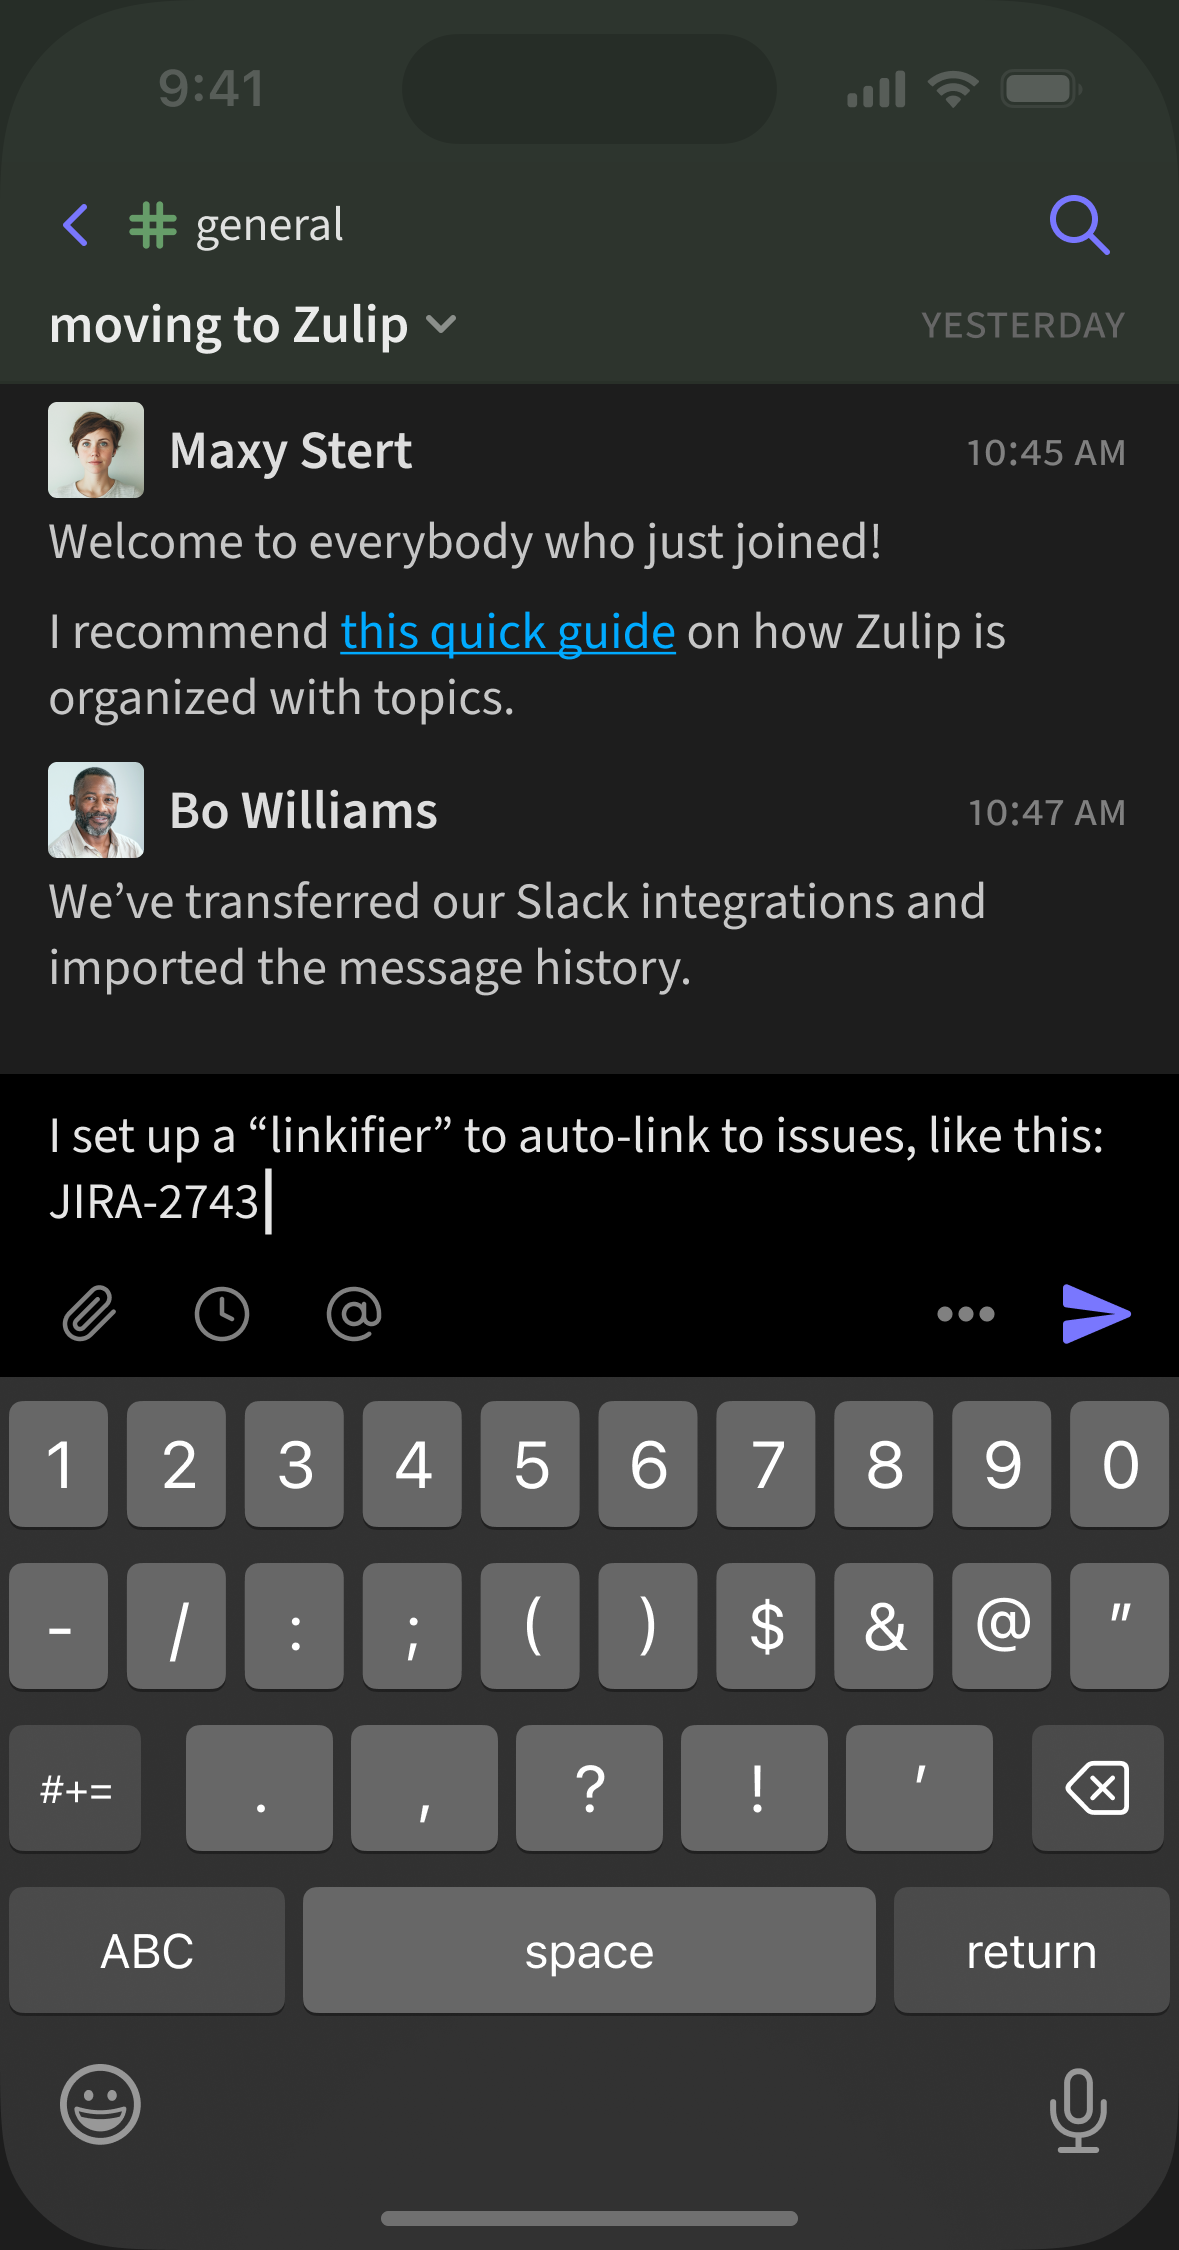 9:41
# general
moving to Zulip
YESTERDAY
Maxy Stert
10:45 AM
Welcome to everybody who just joined!
I recommend this quick guide on how Zulip is
organized with topics.
Bo Williams
10:47 AM
We’ve transferred our Slack integrations and
imported the message history.
I set up a “linkifier” to auto-link to issues, like this:
JIRA-2743
1 2 3 4 5 6 7 8 9 0
- / : ; ( ) $ & @ "
#+= . , ? ! '
ABC space return